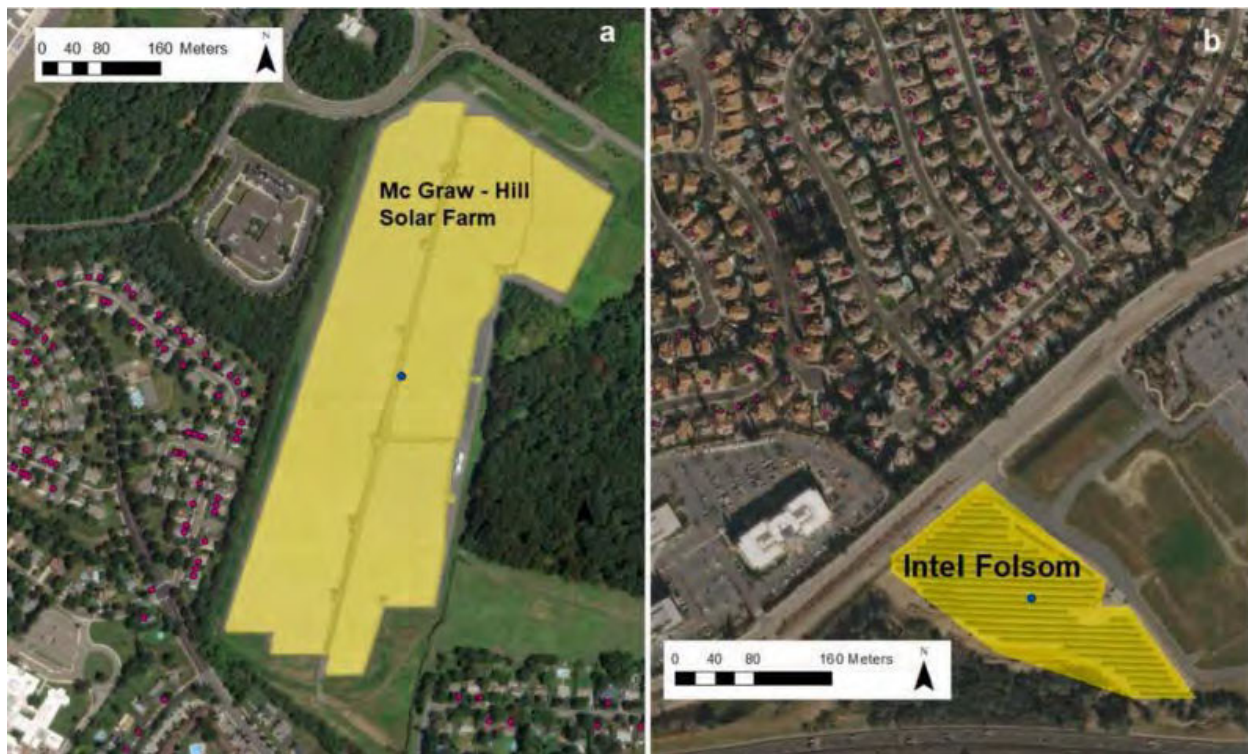 0 40 80 160 Meters
N
a
Mc Graw - Hill
Solar Farm
b
Intel Folsom
0 40 80 160 Meters
N